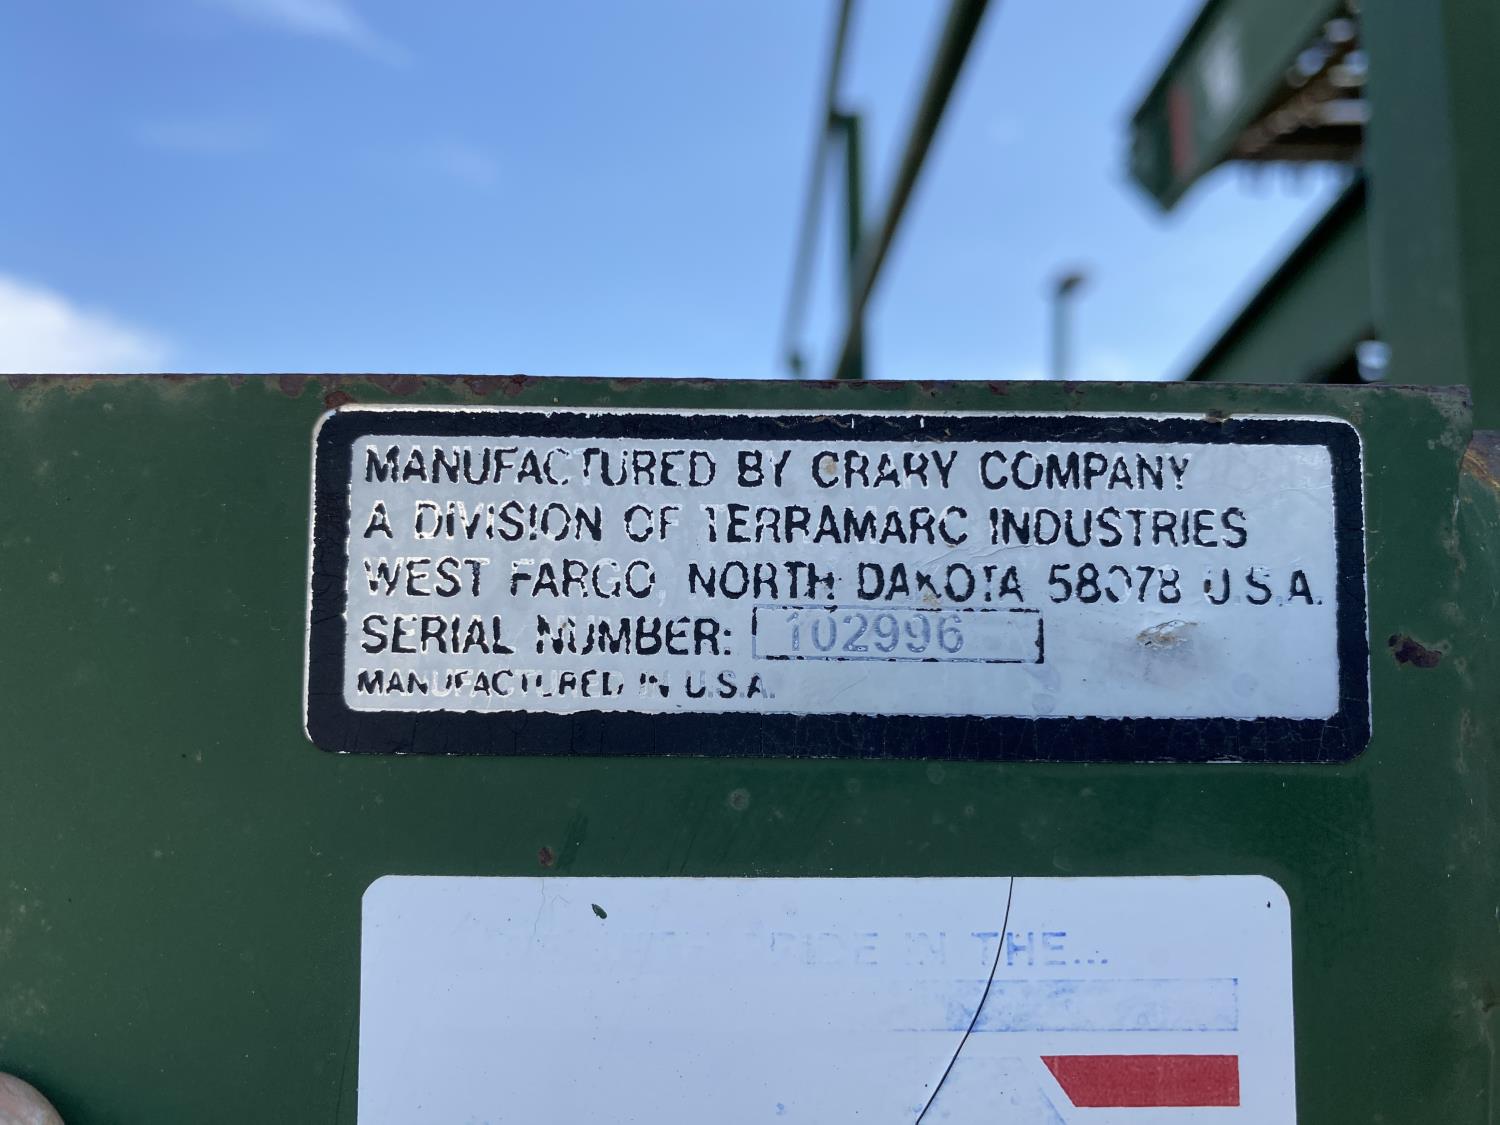 MANUFACTURED BY CRARY COMPANY
A DIVISION OF TERRAMARC INDUSTRIES
WEST FARGO, NORTH DAKOTA 58078 U.S.A.
SERIAL NUMBER: 102996
MANUFACTURED IN U.S.A.
PRIDE IN THE...